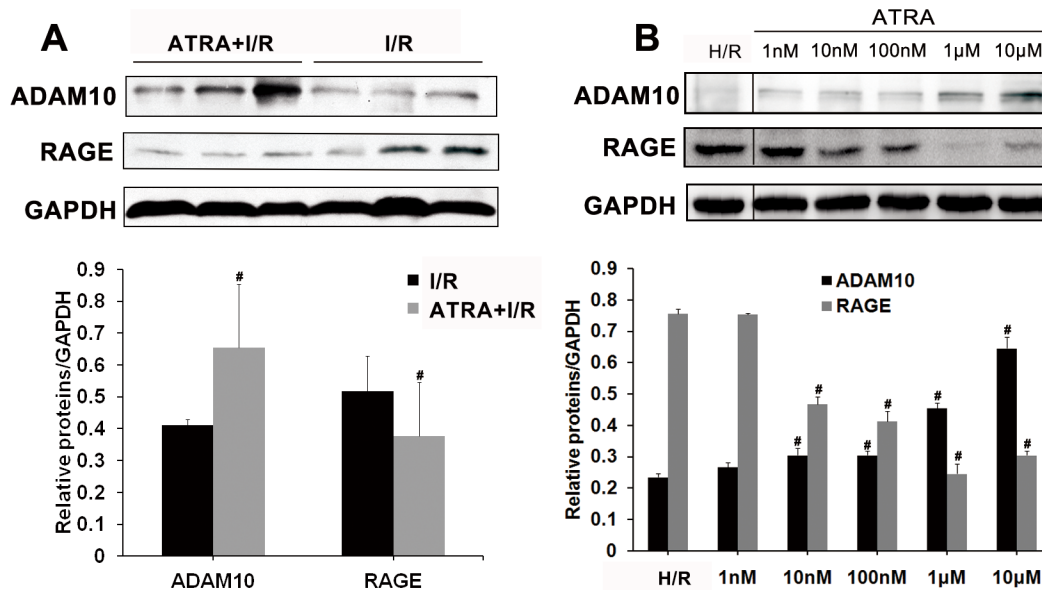 A
ATRA+I/R I/R
ADAM10
RAGE
GAPDH
0.9
0.8
0.7
0.6
0.5
0.4
0.3
0.2
0.1
0
Relative proteins/GAPDH
#
#
I/R
ATRA+I/R
ADAM10 RAGE
B
ATRA
H/R 1nM 10nM 100nM 1µM 10µM
ADAM10
RAGE
GAPDH
0.9
0.8
0.7
0.6
0.5
0.4
0.3
0.2
0.1
0
Relative proteins/GAPDH
ADAM10
RAGE
# # # # # # # #
H/R 1nM 10nM 100nM 1µM 10µM